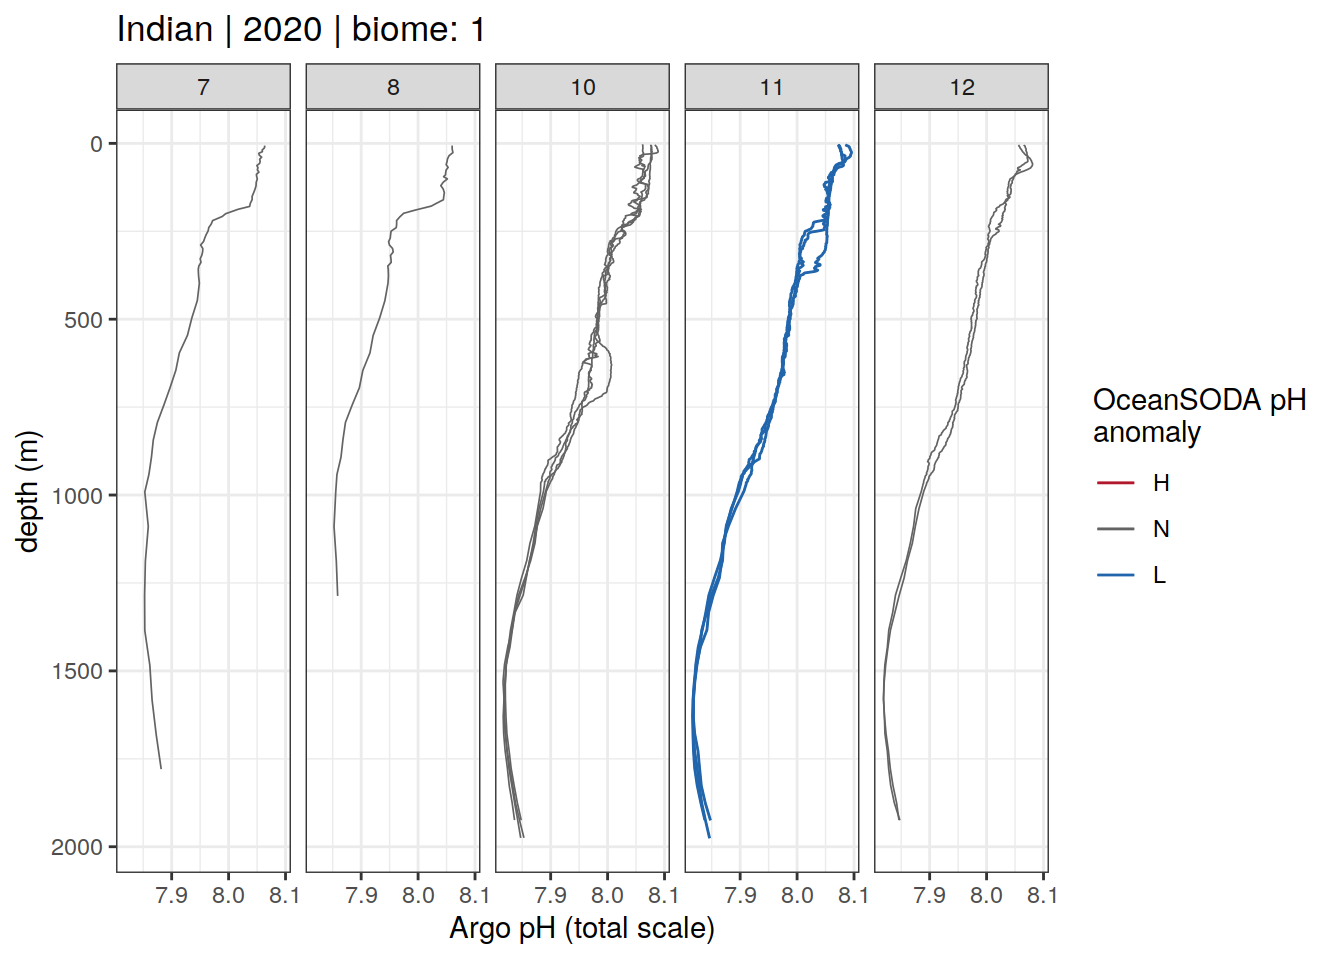 Indian | 2020 | biome: 1
7 8 10 11 12
0
500
1000
1500
2000
depth (m)
7.9 8.0 8.1 7.9 8.0 8.1 7.9 8.0 8.1 7.9 8.0 8.1 7.9 8.0 8.1
Argo pH (total scale)
OceanSODA pH
anomaly
H
N
L